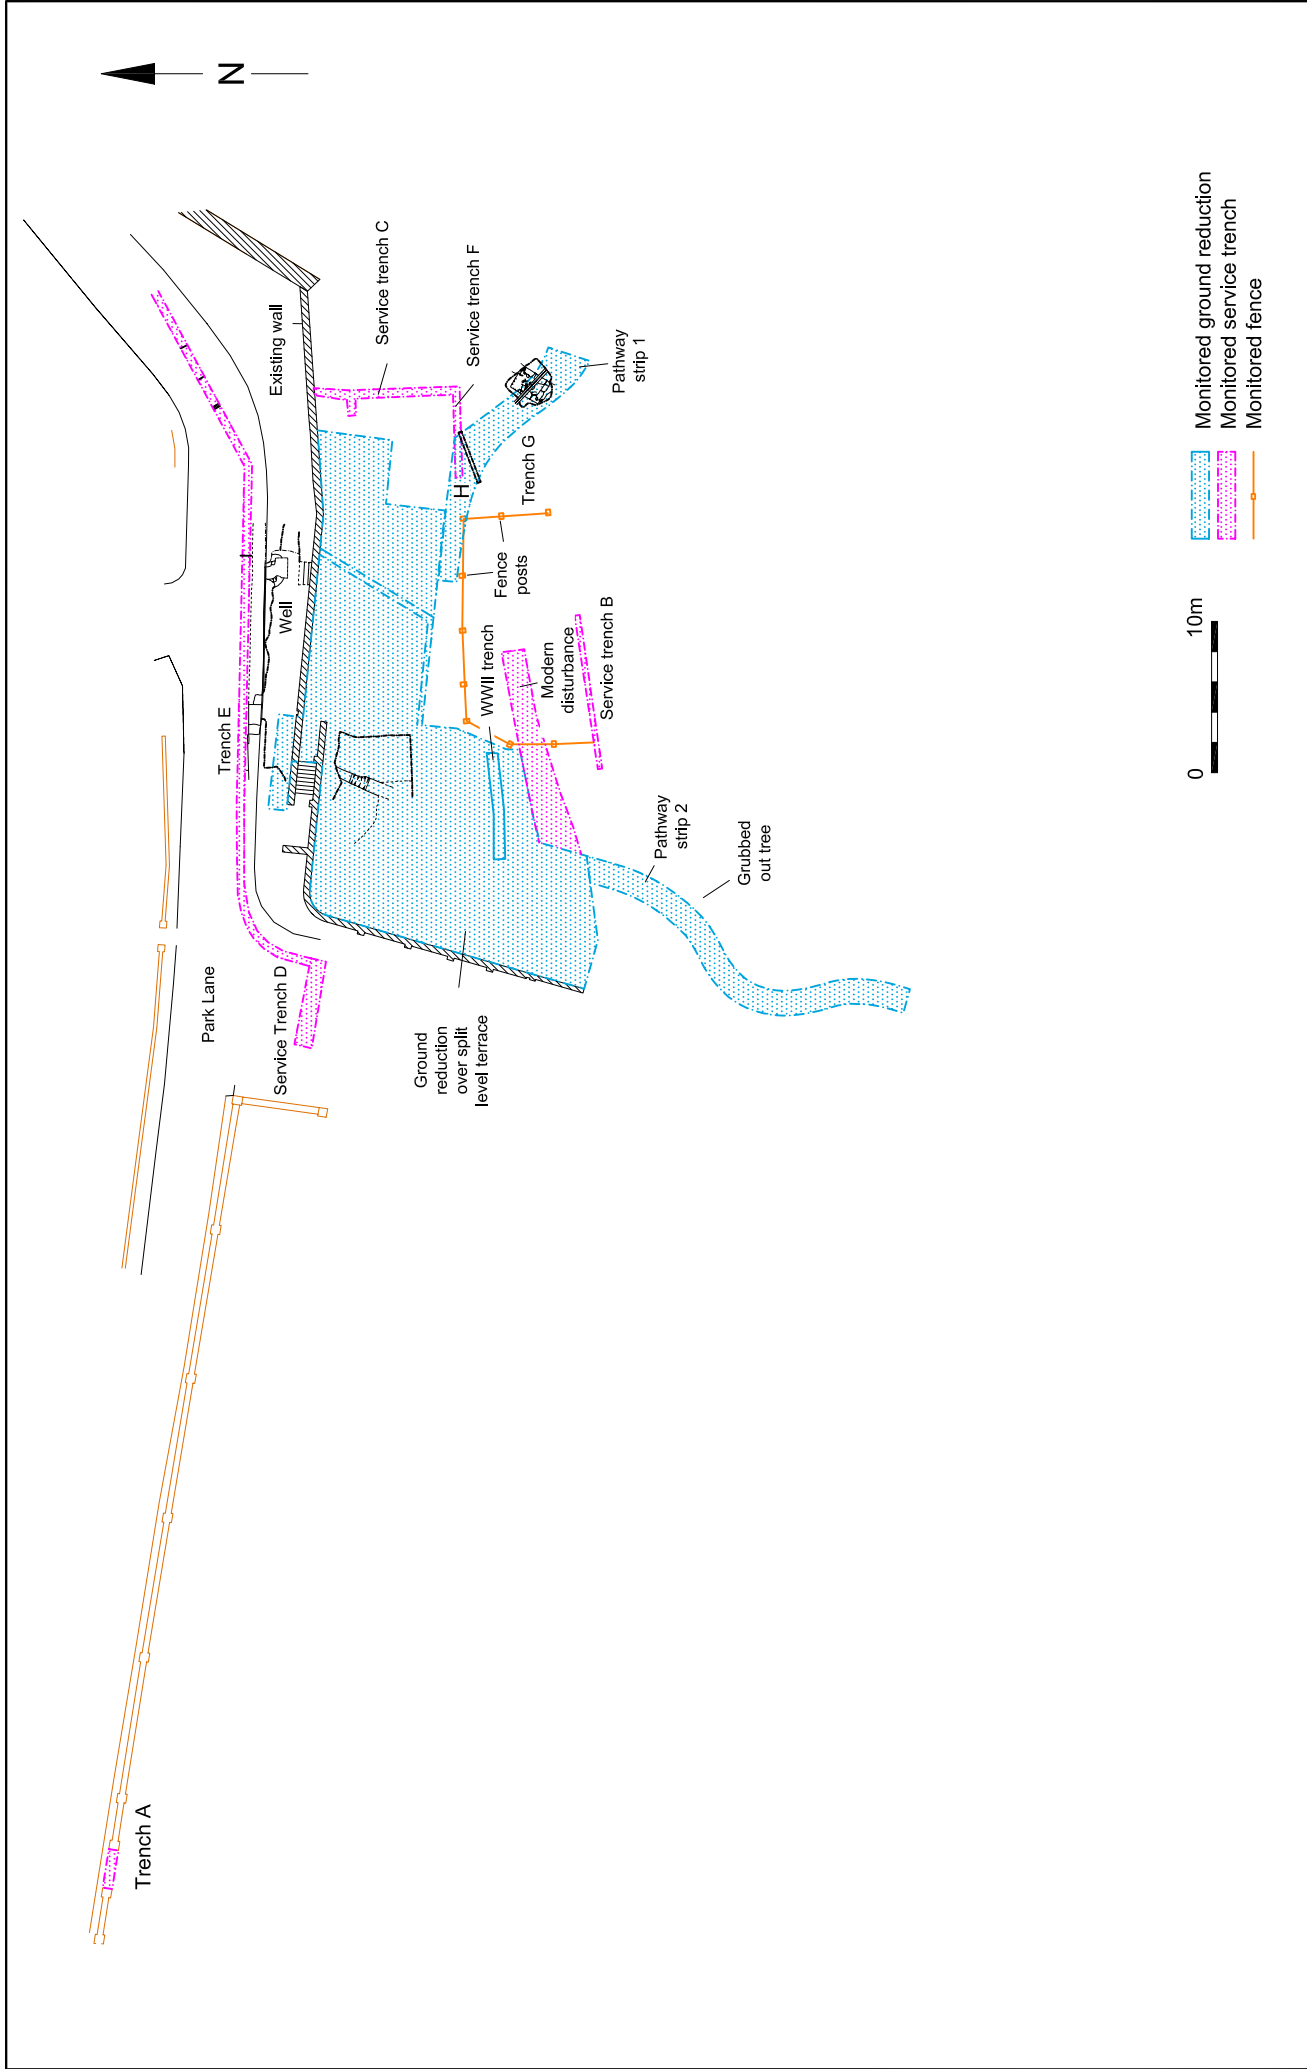 N
Trench A
Park Lane
Service Trench D
Trench E
Well
Existing wall
Service trench C
Service trench F
Ground
reduction
over split
level terrace
H
Trench G
Fence
posts
WWII trench
Modern
disturbance
Service trench B
Pathway
strip 1
Pathway
strip 2
Grubbed
out tree
0
10m
Monitored ground reduction
Monitored service trench
Monitored fence